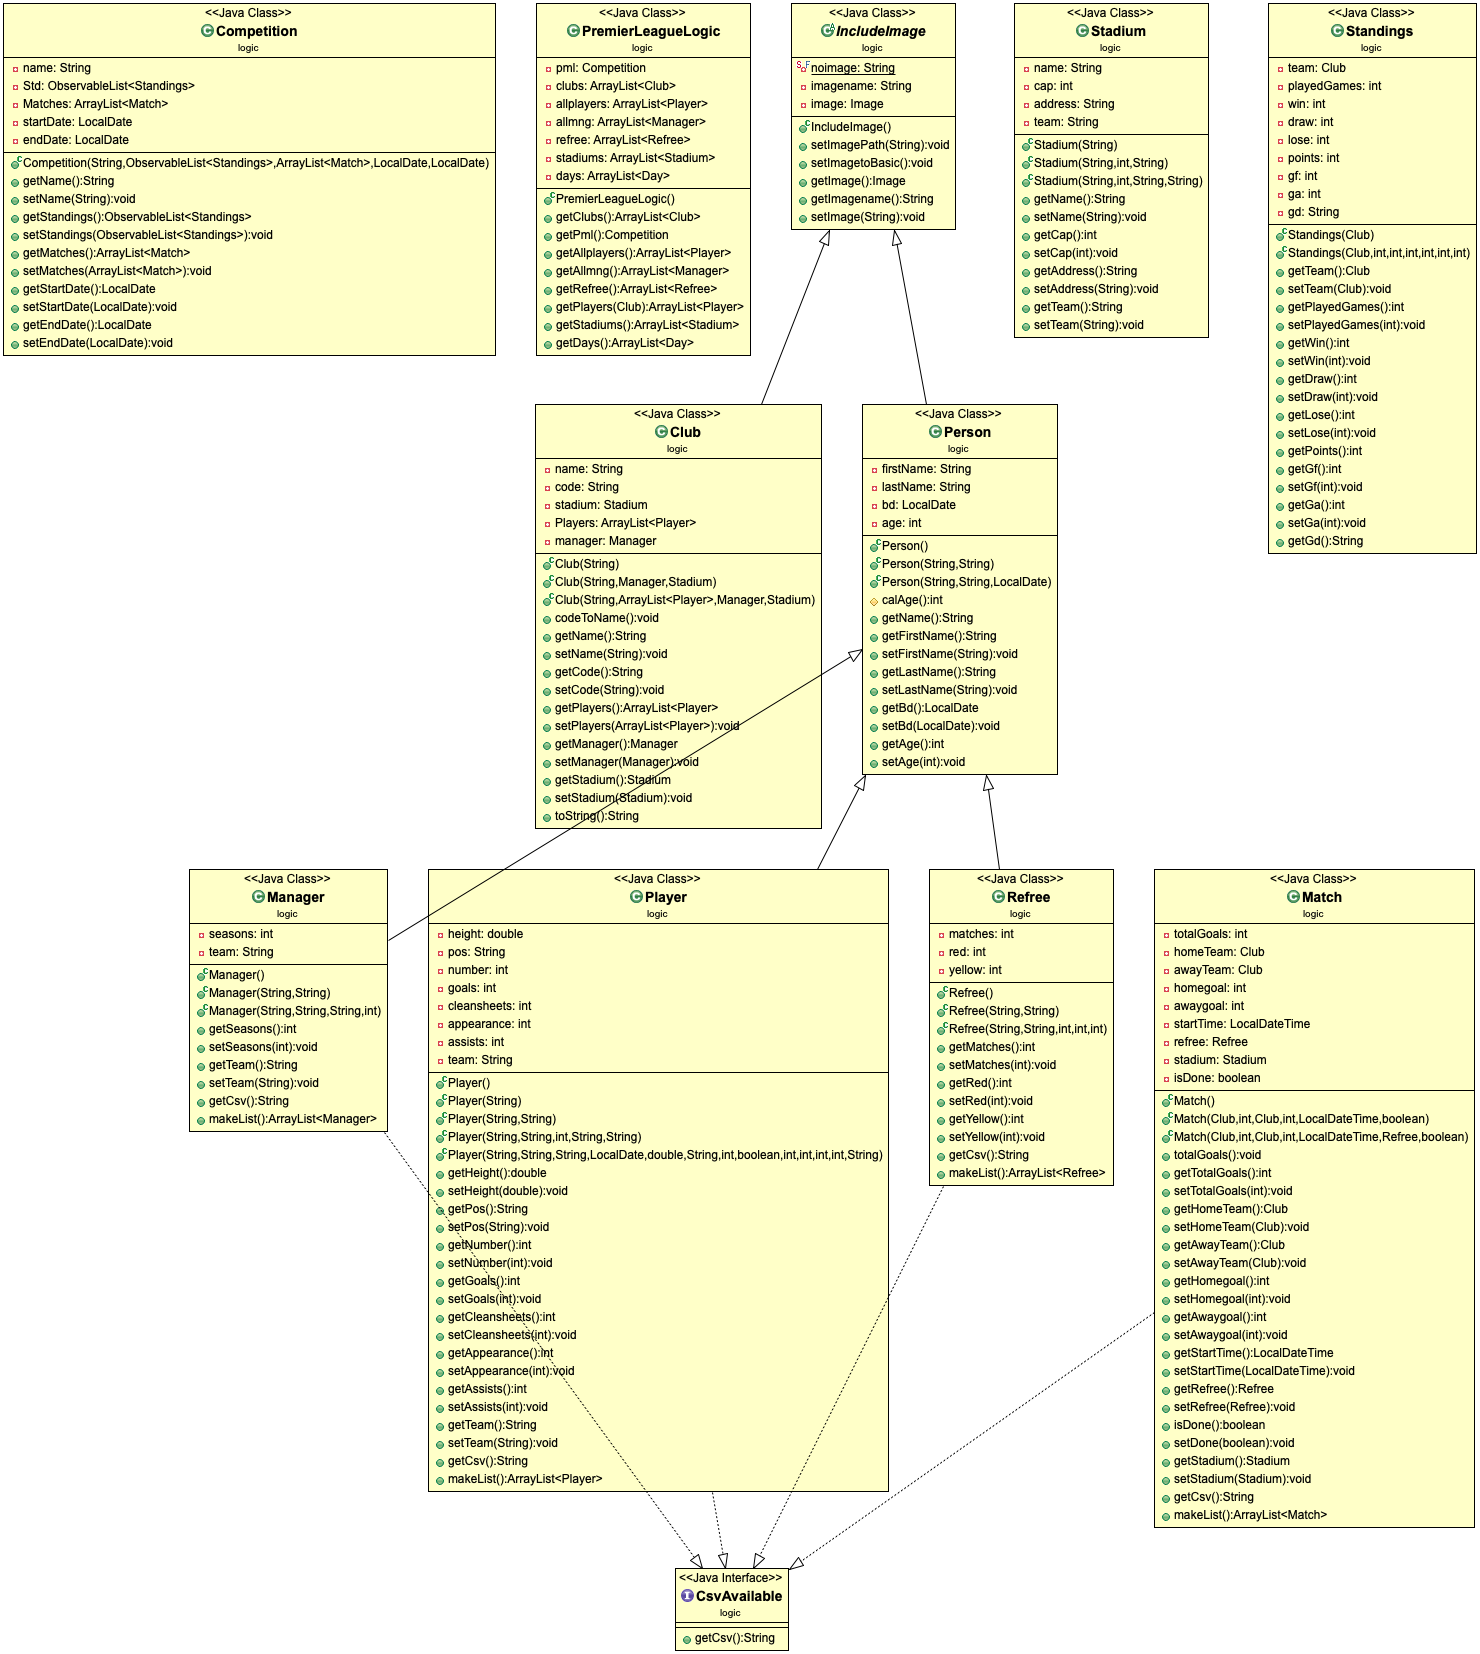 <<Java Class>>
Competition
logic
name: String
Std: ObservableList<Standings>
Matches: ArrayList<Match>
startDate: LocalDate
endDate: LocalDate
Competition(String,ObservableList<Standings>,ArrayList<Match>,LocalDate,LocalDate)
getName():String
setName(String):void
getStandings():ObservableList<Standings>
setStandings(ObservableList<Standings>):void
getMatches():ArrayList<Match>
setMatches(ArrayList<Match>):void
getStartDate():LocalDate
setStartDate(LocalDate):void
getEndDate():LocalDate
setEndDate(LocalDate):void
<<Java Class>>
PremierLeagueLogic
logic
pml: Competition
clubs: ArrayList<Club>
allplayers: ArrayList<Player>
allmng: ArrayList<Manager>
refree: ArrayList<Refree>
stadiums: ArrayList<Stadium>
days: ArrayList<Day>
PremierLeagueLogic()
getClubs():ArrayList<Club>
getPml():Competition
getAllplayers():ArrayList<Player>
getAllmng():ArrayList<Manager>
getRefree():ArrayList<Refree>
getPlayers(Club):ArrayList<Player>
getStadiums():ArrayList<Stadium>
getDays():ArrayList<Day>
<<Java Class>>
IncludeImage
logic
noimage: String
imagename: String
image: Image
IncludeImage()
setImagePath(String):void
setImagetoBasic():void
getImage():Image
getImagename():String
setImage(String):void
<<Java Class>>
Stadium
logic
name: String
cap: int
address: String
team: String
Stadium(String)
Stadium(String,int,String)
Stadium(String,int,String,String)
getName():String
setName(String):void
getCap():int
setCap(int):void
getAddress():String
setAddress(String):void
getTeam():String
setTeam(String):void
<<Java Class>>
Standings
logic
team: Club
playedGames: int
win: int
draw: int
lose: int
points: int
gf: int
ga: int
gd: String
Standings(Club)
Standings(Club,int,int,int,int,int,int)
getTeam():Club
setTeam(Club):void
getPlayedGames():int
setPlayedGames(int):void
getWin():int
setWin(int):void
getDraw():int
setDraw(int):void
getLose():int
setLose(int):void
getPoints():int
getGf():int
setGf(int):void
getGa():int
setGa(int):void
getGd():String
<<Java Class>>
Club
logic
name: String
code: String
stadium: Stadium
Players: ArrayList<Player>
manager: Manager
Club(String)
Club(String,Manager,Stadium)
Club(String,ArrayList<Player>,Manager,Stadium)
codeToName():void
getName():String
setName(String):void
getCode():String
setCode(String):void
getPlayers():ArrayList<Player>
setPlayers(ArrayList<Player>):void
getManager():Manager
setManager(Manager):void
getStadium():Stadium
setStadium(Stadium):void
toString():String
<<Java Class>>
Person
logic
firstName: String
lastName: String
bd: LocalDate
age: int
Person()
Person(String,String)
Person(String,String,LocalDate)
calAge():int
getName():String
getFirstName():String
setFirstName(String):void
getLastName():String
setLastName(String):void
getBd():LocalDate
setBd(LocalDate):void
getAge():int
setAge(int):void
<<Java Class>>
Manager
logic
seasons: int
team: String
Manager()
Manager(String,String)
Manager(String,String,String,int)
getSeasons():int
setSeasons(int):void
getTeam():String
setTeam(String):void
getCsv():String
makeList():ArrayList<Manager>
<<Java Class>>
Player
logic
height: double
pos: String
number: int
goals: int
cleansheets: int
appearance: int
assists: int
team: String
Player()
Player(String)
Player(String,String)
Player(String,String,int,String,String)
Player(String,String,String,LocalDate,double,String,int,boolean,int,int,int,int,String)
getHeight():double
setHeight(double):void
getPos():String
setPos(String):void
getNumber():int
setNumber(int):void
getGoals():int
setGoals(int):void
getCleansheets():int
setCleansheets(int):void
getAppearance():int
setAppearance(int):void
getAssists():int
setAssists(int):void
getTeam():String
setTeam(String):void
getCsv():String
makeList():ArrayList<Player>
<<Java Class>>
Refree
logic
matches: int
red: int
yellow: int
Refree()
Refree(String,String)
Refree(String,String,int,int,int)
getMatches():int
setMatches(int):void
getRed():int
setRed(int):void
getYellow():int
setYellow(int):void
getCsv():String
makeList():ArrayList<Refree>
<<Java Class>>
Match
logic
totalGoals: int
homeTeam: Club
awayTeam: Club
homegoal: int
awaygoal: int
startTime: LocalDateTime
refree: Refree
stadium: Stadium
isDone: boolean
Match()
Match(Club,int,Club,int,LocalDateTime,boolean)
Match(Club,int,Club,int,LocalDateTime,Refree,boolean)
totalGoals():void
getTotalGoals():int
setTotalGoals(int):void
getHomeTeam():Club
setHomeTeam(Club):void
getAwayTeam():Club
setAwayTeam(Club):void
getHomegoal():int
setHomegoal(int):void
getAwaygoal():int
setAwaygoal(int):void
getStartTime():LocalDateTime
setStartTime(LocalDateTime):void
getRefree():Refree
setRefree(Refree):void
isDone():boolean
setDone(boolean):void
getStadium():Stadium
setStadium(Stadium):void
getCsv():String
makeList():ArrayList<Match>
<<Java Interface>>
CsvAvailable
logic
getCsv():String